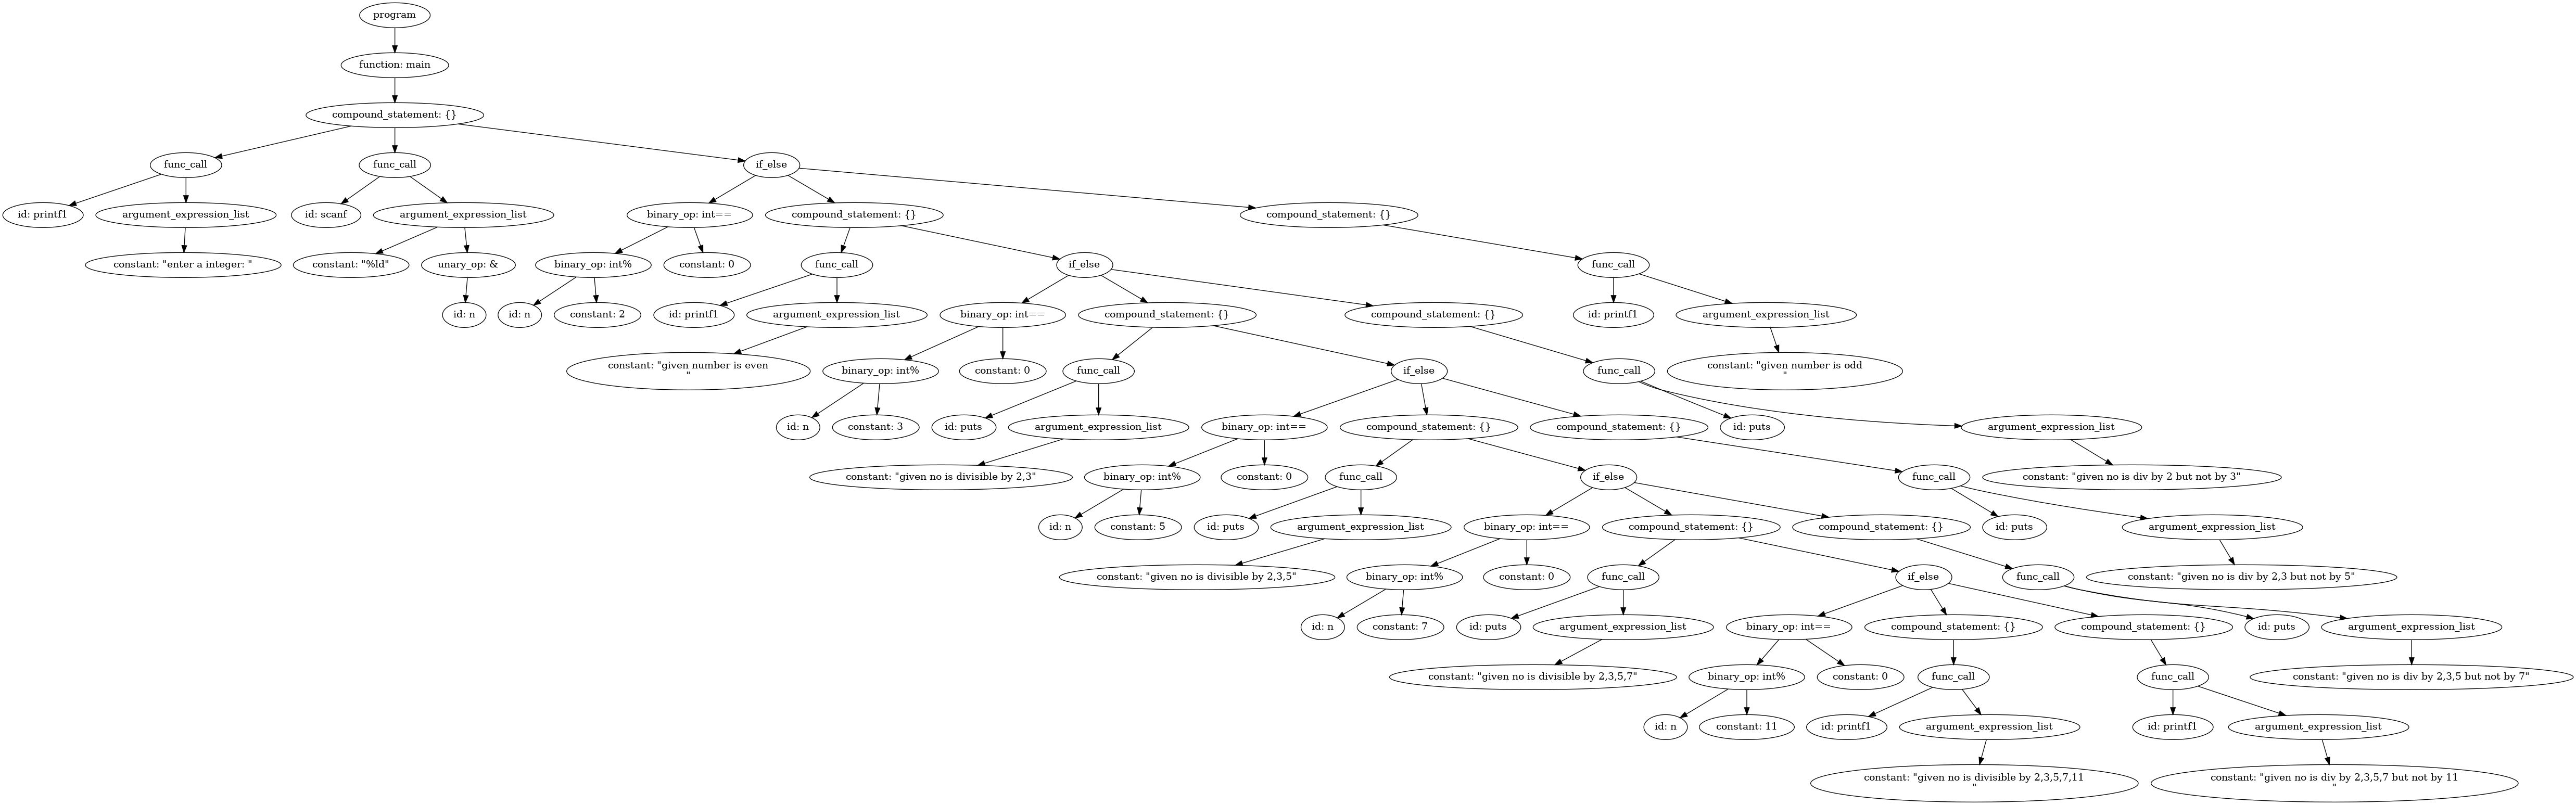 program
function: main
compound_statement: {}
func_call
func_call
if_else
id: printf1
argument_expression_list
id: scanf
argument_expression_list
binary_op: int==
compound_statement: {}
compound_statement: {}
constant: "enter a integer: "
constant: "%ld"
unary_op: &
binary_op: int%
constant: 0
func_call
if_else
func_call
id: n
id: n
constant: 2
id: printf1
argument_expression_list
binary_op: int==
compound_statement: {}
compound_statement: {}
id: printf1
argument_expression_list
constant: "given number is even
"
binary_op: int%
constant: 0
func_call
if_else
func_call
constant: "given number is odd
"
id: n
constant: 3
id: puts
argument_expression_list
binary_op: int==
compound_statement: {}
compound_statement: {}
id: puts
argument_expression_list
constant: "given no is divisible by 2,3"
binary_op: int%
constant: 0
func_call
if_else
func_call
constant: "given no is div by 2 but not by 3"
id: n
constant: 5
id: puts
argument_expression_list
binary_op: int==
compound_statement: {}
compound_statement: {}
id: puts
argument_expression_list
constant: "given no is divisible by 2,3,5"
binary_op: int%
constant: 0
func_call
if_else
func_call
constant: "given no is div by 2,3 but not by 5"
id: n
constant: 7
id: puts
argument_expression_list
binary_op: int==
compound_statement: {}
compound_statement: {}
id: puts
argument_expression_list
constant: "given no is divisible by 2,3,5,7"
binary_op: int%
constant: 0
func_call
func_call
constant: "given no is div by 2,3,5 but not by 7"
id: n
constant: 11
id: printf1
argument_expression_list
id: printf1
argument_expression_list
constant: "given no is divisible by 2,3,5,7,11
"
constant: "given no is div by 2,3,5,7 but not by 11
"